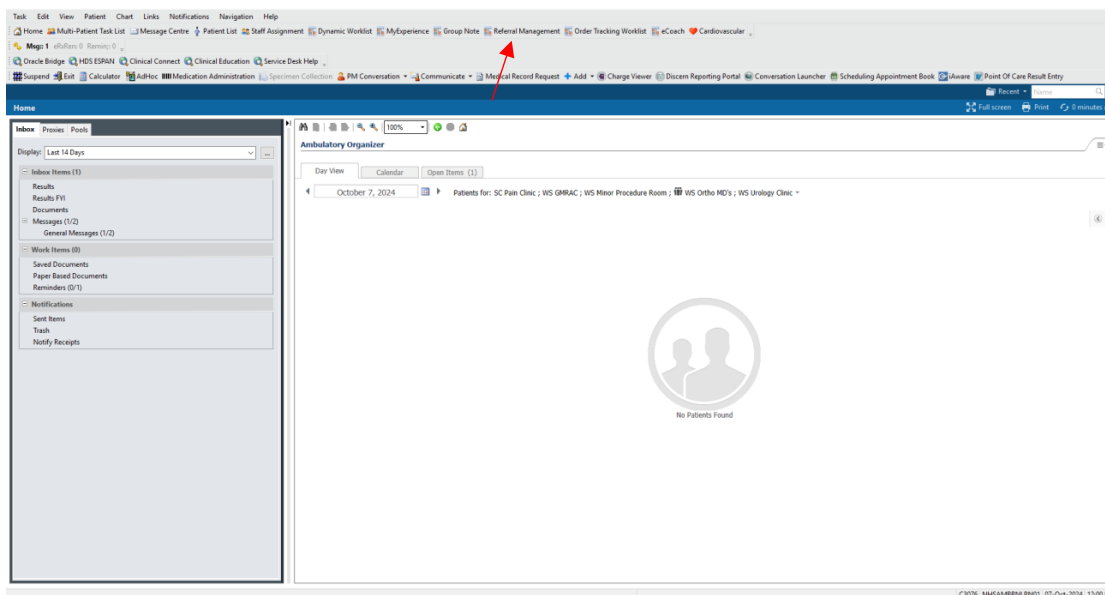 Task Edit View Patient Chart Links Notifications Navigation Help
Home Multi-Patient Task List Message Centre Patient List Staff Assignment Dynamic Worklist MyExperience Group Note Referral Management Order Tracking Worklist eCoach Cardiovascular
Msg: 1 eRxRen: 0 Remin: 0
Oracle Bridge HDS ESPAN Clinical Connect Clinical Education Service Desk Help
Suspend Exit Calculator AdHoc Medication Administration Specimen Collection PM Conversation Communicate Medical Record Request Add Charge Viewer Discern Reporting Portal Conversation Launcher Scheduling Appointment Book iAware Point Of Care Result Entry
Recent Name
Home Full screen Print 0 minutes
Inbox Proxies Pools
Display: Last 14 Days ...
Inbox Items (1)
Results
Results FYI
Documents
Messages (1/2)
General Messages (1/2)
Work Items (0)
Saved Documents
Paper Based Documents
Reminders (0/1)
Notifications
Sent Items
Trash
Notify Receipts
100%
Ambulatory Organizer
Day View Calendar Open Items (1)
October 7, 2024 Patients for: SC Pain Clinic ; WS GMRAC ; WS Minor Procedure Room ; WS Ortho MD's ; WS Urology Clinic
No Patients Found